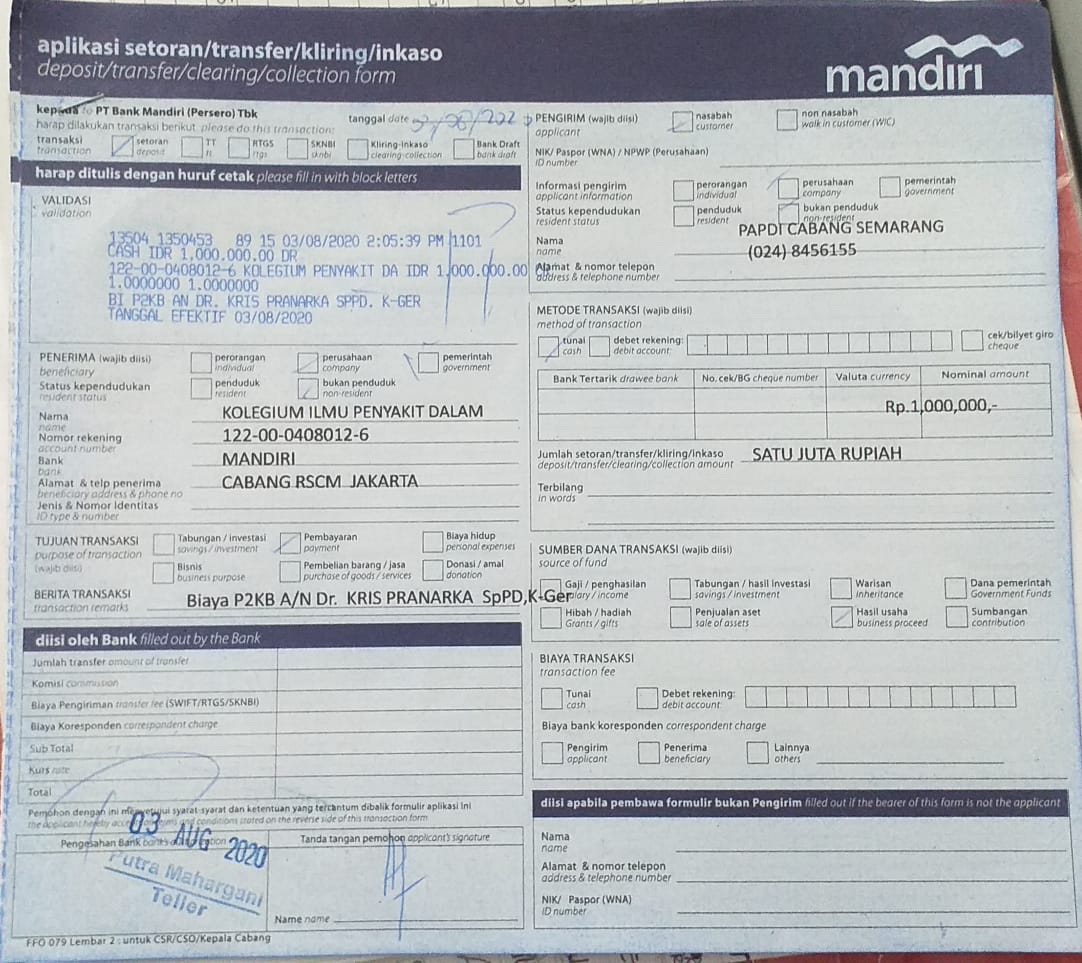 aplikasi setoran/transfer/kliring/inkaso
deposit/transfer/clearing/collection form
mandiri
kepada to PT Bank Mandiri (Persero) Tbk
harap dilakukan transaksi berikut please do this transaction:
tanggal date
transaksi
transaction
setoran
deposit
TT
tt
RTGS
rtgs
SKNBI
sknbi
Kliring-Inkaso
clearing-collection
Bank Draft
bank draft
harap ditulis dengan huruf cetak please fill in with block letters
VALIDASI
validation
13504 1350453 89 15 03/08/2020 2:05:39 PM 1101
CASH IDR 1,000.000.00 DR
122-00-0408012-6 KOLEGIUM PENYAKIT DA IDR 1,000.000.00
1.0000000 1.0000000
BI P2KB AN DR. KRIS PRANARKA SPPD. K-GER
TANGGAL EFEKTIF 03/08/2020
PENERIMA (wajib diisi)
beneficiary
perorangan
individual
perusahaan
company
pemerintah
government
Status kependudukan
resident status
penduduk
resident
bukan penduduk
non-resident
Nama
name
KOLEGIUM ILMU PENYAKIT DALAM
Nomor rekening
account number
122-00-0408012-6
Bank
bank
MANDIRI
Alamat & telp penerima
beneficiary address & phone no
CABANG RSCM JAKARTA
Jenis & Nomor Identitas
ID type & number
TUJUAN TRANSAKSI
purpose of transaction
(wajib diisi)
Tabungan / investasi
savings / investment
Pembayaran
payment
Biaya hidup
personal expenses
Bisnis
business purpose
Pembelian barang / jasa
purchase of goods / services
Donasi / amal
donation
BERITA TRANSAKSI
transaction remarks
Biaya P2KB A/N Dr. KRIS PRANARKA SpPD,K-Ger
diisi oleh Bank filled out by the Bank
Jumlah transfer amount of transfer
Komisi commission
Biaya Pengiriman transfer fee (SWIFT/RTGS/SKNBI)
Biaya Koresponden correspondent charge
Sub Total
Kurs rate
Total
Pemohon dengan ini menyetujui syarat-syarat dan ketentuan yang tercantum dibalik formulir aplikasi ini
the applicant hereby accept terms and conditions stated on the reverse side of this transaction form
Pengesahan Bank
Tanda tangan pemohon applicant's signature
03 AUG 2020
Putra Mahargani
Teller
Name name
FFO 079 Lembar 2 : untuk CSR/CSO/Kepala Cabang
PENGIRIM (wajib diisi)
applicant
nasabah
customer
non nasabah
walk in customer (WIC)
NIK/ Paspor (WNA) / NPWP (Perusahaan)
ID number
Informasi pengirim
applicant information
perorangan
individual
perusahaan
company
pemerintah
government
Status kependudukan
resident status
penduduk
resident
bukan penduduk
non-resident
Nama
name
PAPDI CABANG SEMARANG
(024) 8456155
Alamat & nomor telepon
address & telephone number
METODE TRANSAKSI (wajib diisi)
method of transaction
tunai
cash
debet rekening:
debit account:
cek/bilyet giro
cheque
Bank Tertarik drawee bank
No. cek/BG cheque number
Valuta currency
Nominal amount
Rp.1,000,000,-
Jumlah setoran/transfer/kliring/inkaso
deposit/transfer/clearing/collection amount
SATU JUTA RUPIAH
Terbilang
in words
SUMBER DANA TRANSAKSI (wajib diisi)
source of fund
Gaji / penghasilan
salary / income
Tabungan / hasil investasi
savings / investment
Warisan
inheritance
Dana pemerintah
Government Funds
Hibah / hadiah
Grants / gifts
Penjualan aset
sale of assets
Hasil usaha
business proceed
Sumbangan
contribution
BIAYA TRANSAKSI
transaction fee
Tunai
cash
Debet rekening:
debit account:
Biaya bank koresponden correspondent charge
Pengirim
applicant
Penerima
beneficiary
Lainnya
others
diisi apabila pembawa formulir bukan Pengirim filled out if the bearer of this form is not the applicant
Nama
name
Alamat & nomor telepon
address & telephone number
NIK/ Paspor (WNA)
ID number